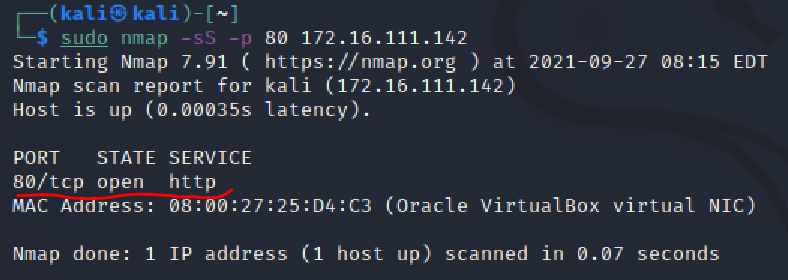 ┌──(kali㉿kali)-[~]
└─$ sudo nmap -sS -p 80 172.16.111.142
Starting Nmap 7.91 ( https://nmap.org ) at 2021-09-27 08:15 EDT
Nmap scan report for kali (172.16.111.142)
Host is up (0.00035s latency).
PORT   STATE SERVICE
80/tcp open  http
MAC Address: 08:00:27:25:D4:C3 (Oracle VirtualBox virtual NIC)
Nmap done: 1 IP address (1 host up) scanned in 0.07 seconds